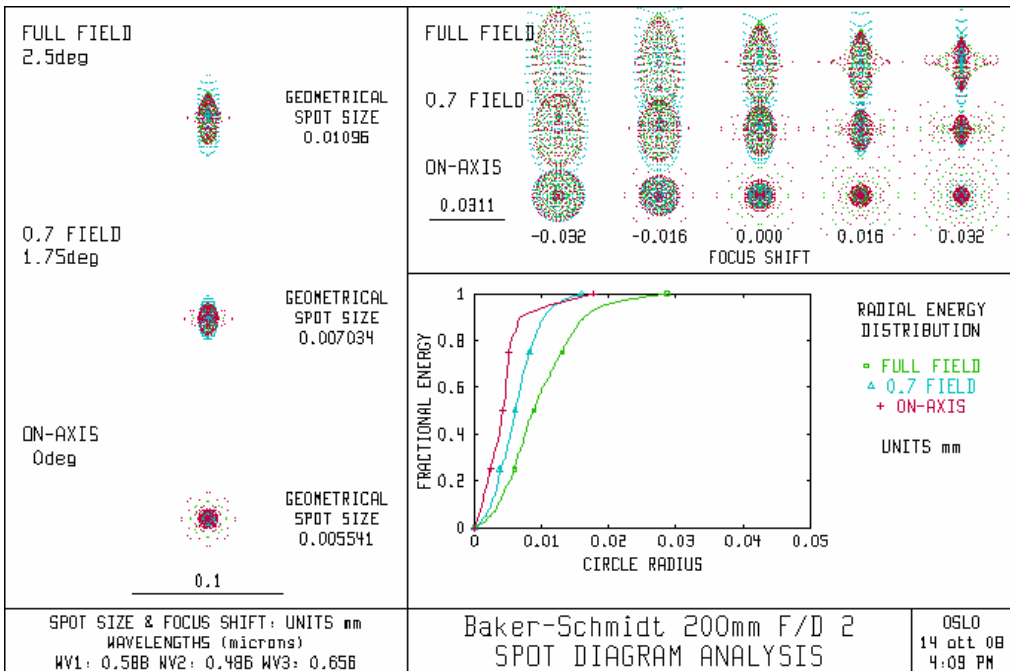 FULL FIELD
2.5deg
GEOMETRICAL
SPOT SIZE
0.01096
0.7 FIELD
1.75deg
GEOMETRICAL
SPOT SIZE
0.007034
ON-AXIS
0deg
GEOMETRICAL
SPOT SIZE
0.005541
0.1
FULL FIELD
0.7 FIELD
ON-AXIS
0.0311
-0.032 -0.016 0.000 0.016 0.032
FOCUS SHIFT
1
0.8
0.6
0.4
0.2
0
FRACTIONAL ENERGY
0 0.01 0.02 0.03 0.04 0.05
CIRCLE RADIUS
RADIAL ENERGY
DISTRIBUTION
FULL FIELD
0.7 FIELD
ON-AXIS
UNITS mm
SPOT SIZE & FOCUS SHIFT: UNITS mm
WAVELENGTHS (microns)
WV1: 0.588 WV2: 0.486 WV3: 0.656
Baker-Schmidt 200mm F/D 2
SPOT DIAGRAM ANALYSIS
OSLO
14 ott 08
4:09 PM